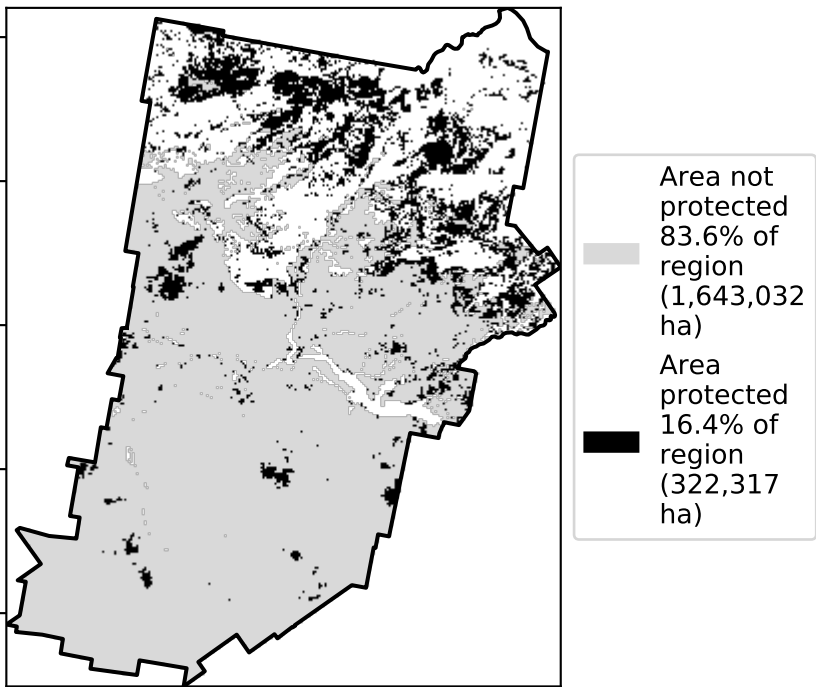 Area not
protected
83.6% of
region
(1,643,032
ha)
Area
protected
16.4% of
region
(322,317
ha)